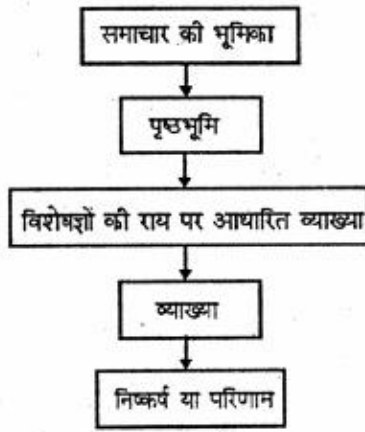 समाचार की भूमिका
पृष्ठभूमि
विशेषज्ञों की राय पर आधारित व्याख्या
व्याख्या
निष्कर्ष या परिणान